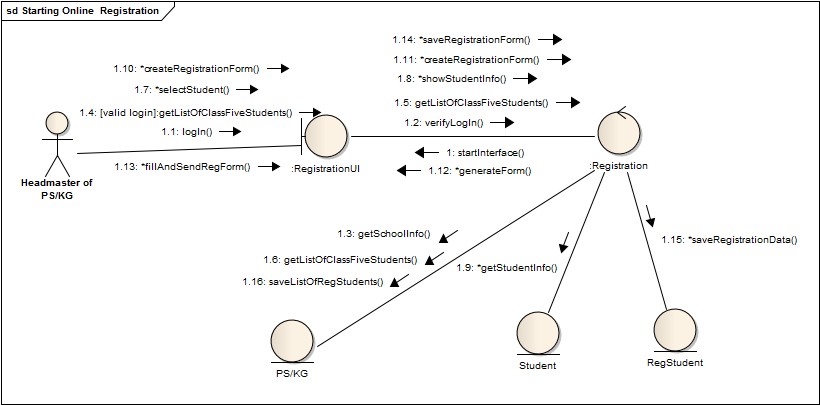 sd Starting Online Registration
1.14: *saveRegistrationForm()
1.10: *createRegistrationForm()
1.11: *createRegistrationForm()
1.7: *selectStudent()
1.8: *showStudentInfo()
1.4: [valid login]:getListOfClassFiveStudents()
1.5: getListOfClassFiveStudents()
1.1: logIn()
1.2: verifyLogIn()
1: startInterface()
1.13: *fillAndSendRegForm()
:RegistrationUI
1.12: *generateForm()
:Registration
Headmaster of
PS/KG
1.3: getSchoolInfo()
1.15: *saveRegistrationData()
1.6: getListOfClassFiveStudents()
1.9: *getStudentInfo()
1.16: saveListOfRegStudents()
PS/KG
Student
RegStudent